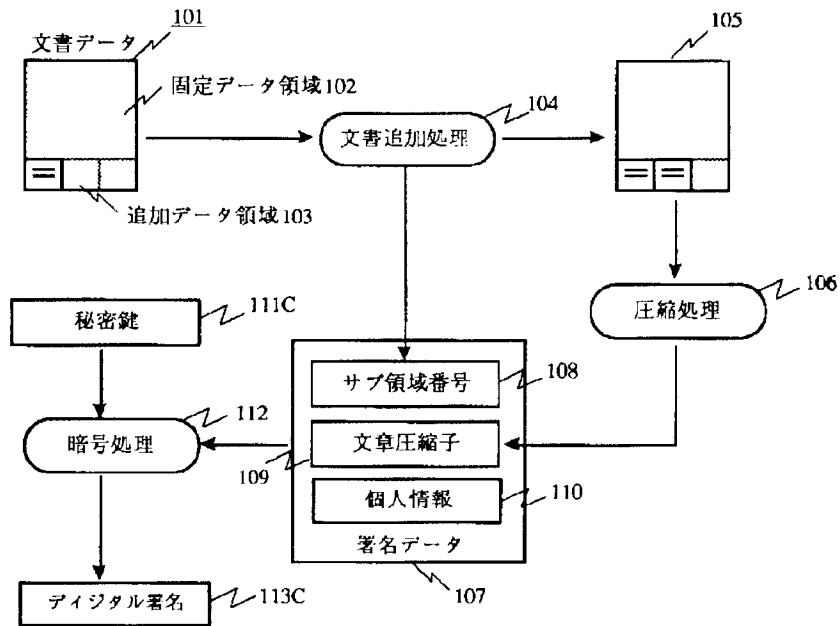 101
文書データ
固定データ領域102
追加データ領域103
104
文書追加処理
105
106
圧縮処理
111C
秘密鍵
サブ領域番号
108
112
暗号処理
109
文章圧縮子
個人情報
110
署名データ
107
ディジタル署名
113C